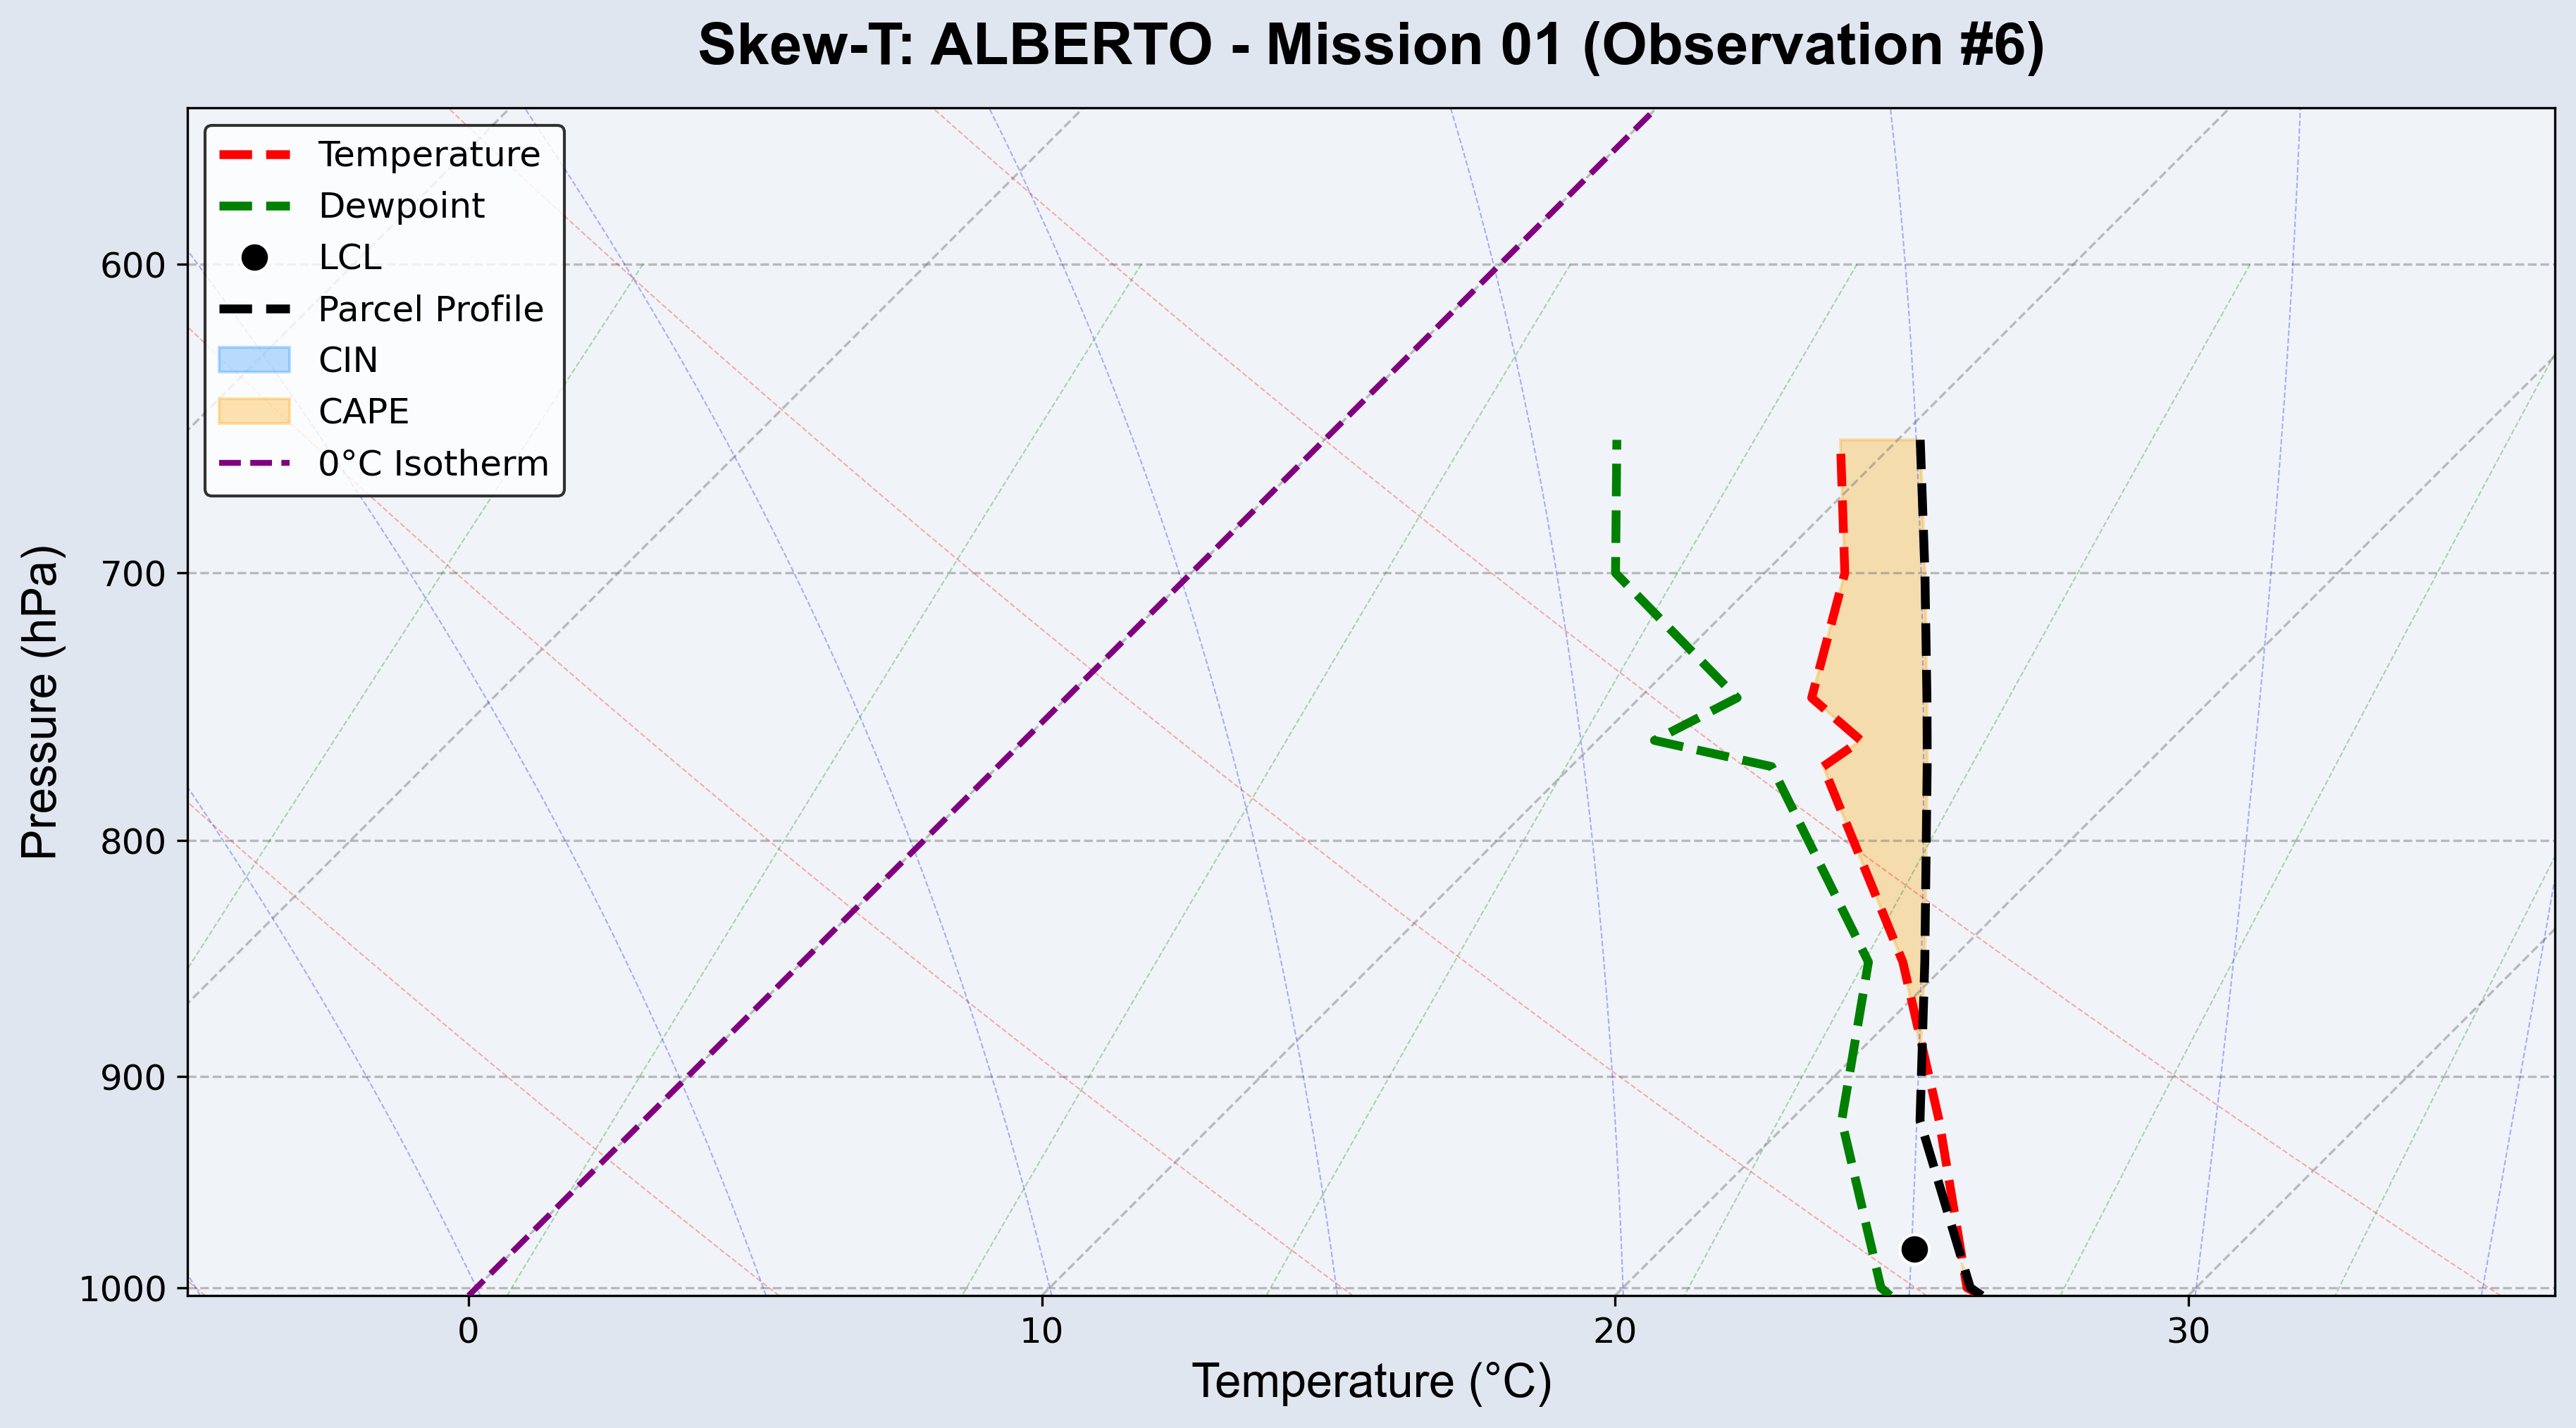 Skew-T: ALBERTO - Mission 01 (Observation #6)
Temperature
Dewpoint
LCL
Parcel Profile
CIN
CAPE
0°C Isotherm
Pressure (hPa)
600
700
800
900
1000
0
10
20
30
Temperature (°C)